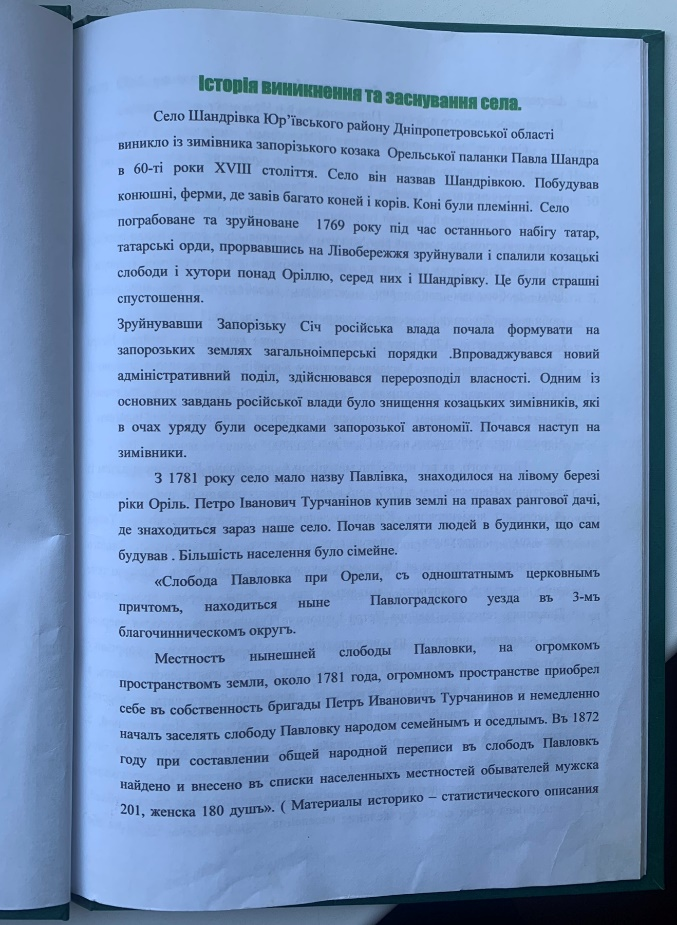 Історія виникнення та заснування села.
Село Шандрівка Юр’ївського району Дніпропетровської області
виникло із зимівника запорізького козака Орельської паланки Павла Шандра
в 60-ті роки XVIII століття. Село він назвав Шандрівкою. Побудував
конюшні, ферми, де завів багато коней і корів. Коні були племінні. Село
пограбоване та зруйноване 1769 року під час останнього набігу татар,
татарські орди, прорвавшись на Лівобережжя зруйнували і спалили козацькі
слободи і хутори понад Оріллю, серед них і Шандрівку. Це були страшні
спустошення.
Зруйнувавши Запорізьку Січ російська влада почала формувати на
запорозьких землях загальноімперські порядки .Впроваджувався новий
адміністративний поділ, здійснювався перерозподіл власності. Одним із
основних завдань російської влади було знищення козацьких зимівників, які
в очах уряду були осередками запорозької автономії. Почався наступ на
зимівники.
З 1781 року село мало назву Павлівка, знаходилося на лівому березі
ріки Оріль. Петро Іванович Турчанінов купив землі на правах рангової дачі,
де знаходиться зараз наше село. Почав заселяти людей в будинки, що сам
будував . Більшість населення було сімейне.
«Слобода Павловка при Орели, съ одноштатнымъ церковнымъ
причтомъ, находиться ныне Павлоградского уезда въ 3-мъ
благочинническомъ округъ.
Местность нынешней слободы Павловки, на огромкомъ
пространствомъ земли, около 1781 года, огромномъ пространстве приобрел
себе въ собственность бригады Петръ Ивановичъ Турчанинов и немедленно
началъ заселять слободу Павловку народом семейнымъ и оседлымъ. Въ 1872
году при составлении общей народной переписи въ слободъ Павловкъ
найдено и внесено въ списки населенныхъ местностей обывателей мужска
201, женска 180 душъ». ( Материалы историко – статистического описания